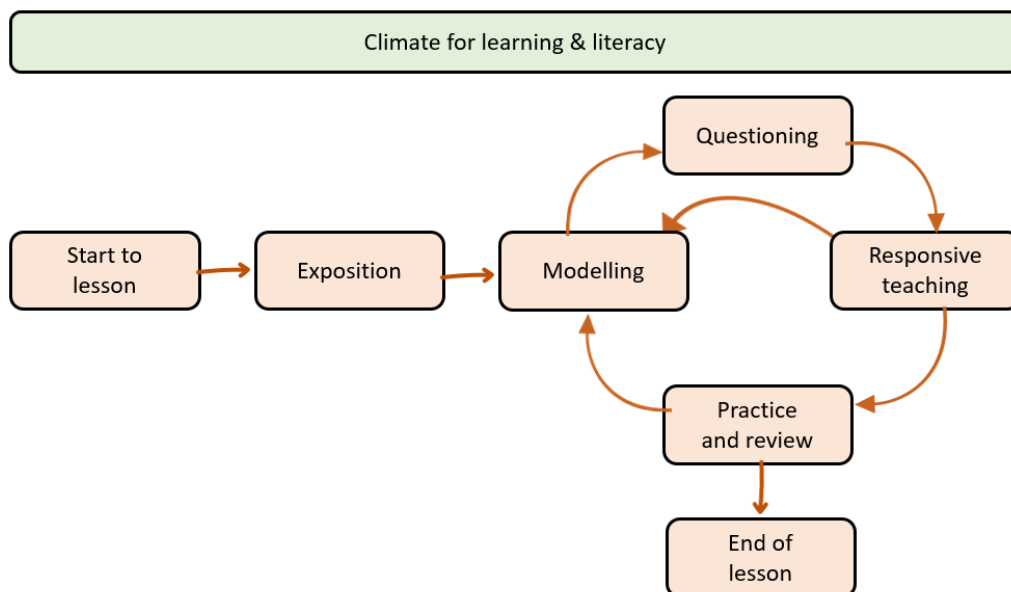 Climate for learning & literacy
Questioning
Start to
lesson
Exposition
Modelling
Responsive
teaching
Practice
and review
End of
lesson